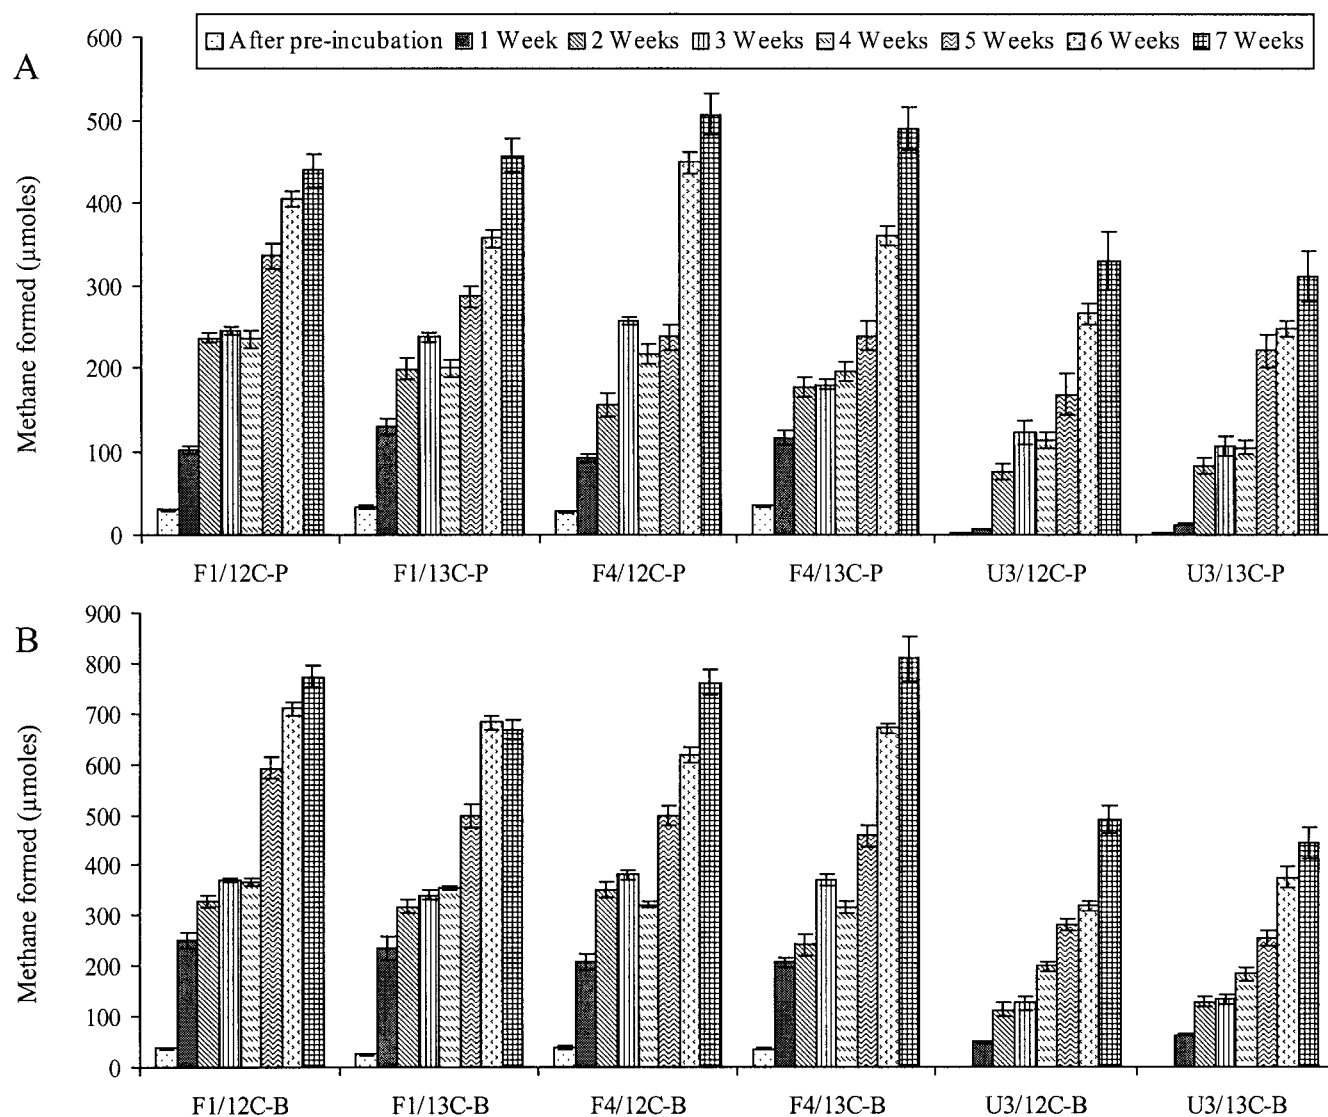 After pre-incubation 1 Week 2 Weeks 3 Weeks 4 Weeks 5 Weeks 6 Weeks 7 Weeks
A
Methane formed (µmoles)
600
500
400
300
200
100
0
F1/12C-P F1/13C-P F4/12C-P F4/13C-P U3/12C-P U3/13C-P
B
Methane formed (µmoles)
900
800
700
600
500
400
300
200
100
0
F1/12C-B F1/13C-B F4/12C-B F4/13C-B U3/12C-B U3/13C-B